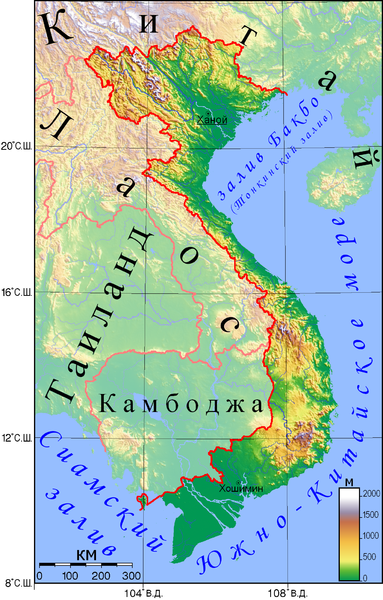 Китай
Ханой
20°С.Ш.
залив Бакбо
(Тонкинский залив)
Лаос
Таиланд
16°С.Ш.
Южно-Китайское море
Камбоджа
12°С.Ш.
Сиамский
залив
Хошимин
м
2000
1500
1000
500
0
КМ
0 100 200 300
8°С.Ш.
104°В.Д.
108°В.Д.